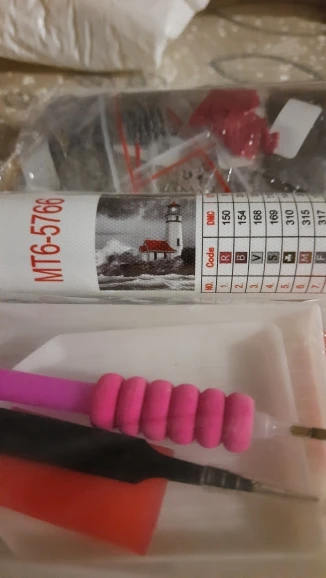 MT6-5766
NO. Code DMC
1. R 150
2. B 154
3. V 168
4. S 169
5. ♣ 310
6. M 315
7. F 317